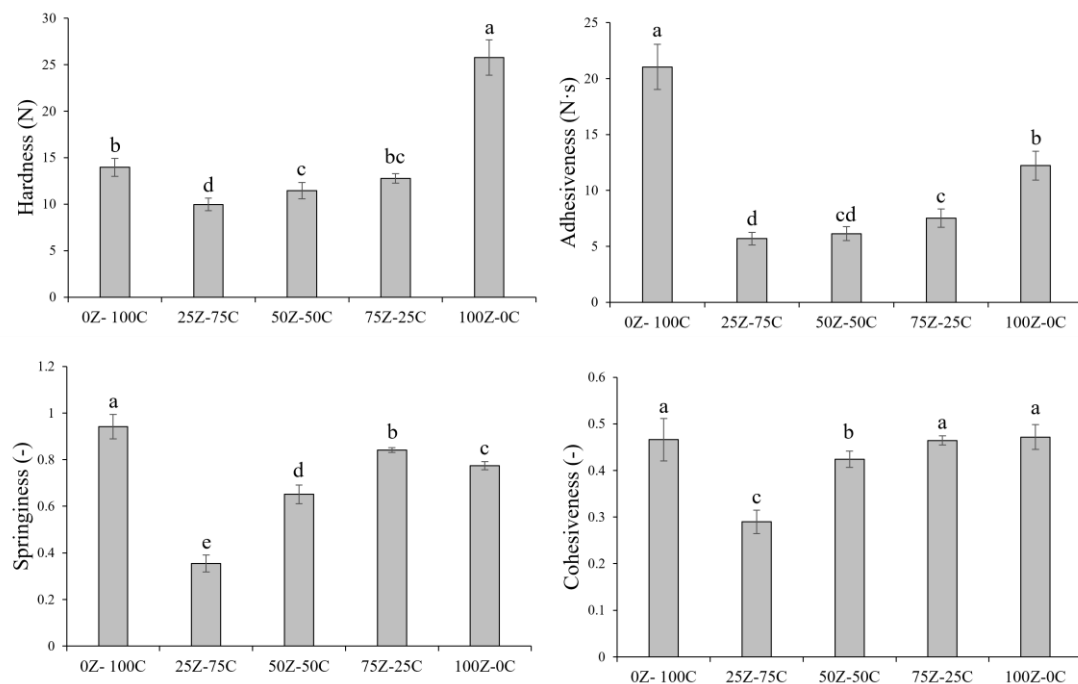 Hardness (N)
30
25
20
15
10
5
0
b
d
c
bc
a
0Z- 100C
25Z-75C
50Z-50C
75Z-25C
100Z-0C
Adhesiveness (N·s)
25
20
15
10
5
0
a
d
cd
c
b
0Z- 100C
25Z-75C
50Z-50C
75Z-25C
100Z-0C
Springiness (-)
1.2
1
0.8
0.6
0.4
0.2
0
a
e
d
b
c
0Z- 100C
25Z-75C
50Z-50C
75Z-25C
100Z-0C
Cohesiveness (-)
0.6
0.5
0.4
0.3
0.2
0.1
0
a
c
b
a
a
0Z- 100C
25Z-75C
50Z-50C
75Z-25C
100Z-0C